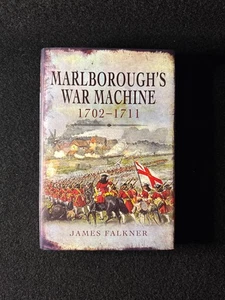 MARLBOROUGH'S
WAR MACHINE
1702–1711
JAMES FALKNER